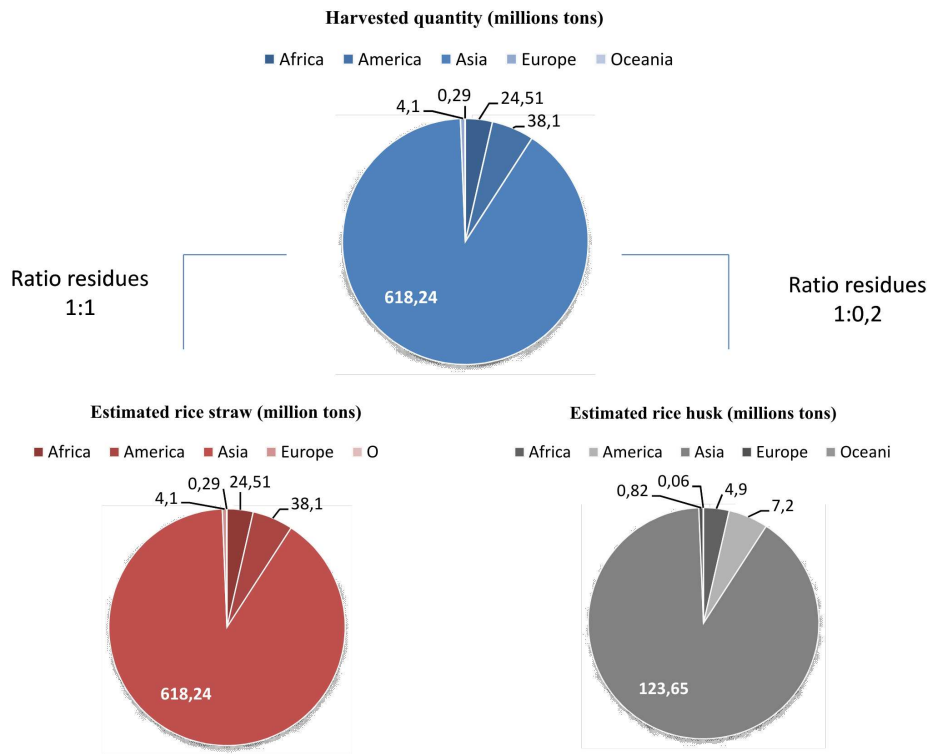 Harvested quantity (millions tons)
Africa America Asia Europe Oceania
0,29
24,51
4,1
38,1
618,24
Ratio residues
1:1
Ratio residues
1:0,2
Estimated rice straw (million tons)
Africa America Asia Europe O
0,29 24,51
4,1
38,1
618,24
Estimated rice husk (millions tons)
Africa America Asia Europe Oceani
0,06
4,9
0,82
7,2
123,65